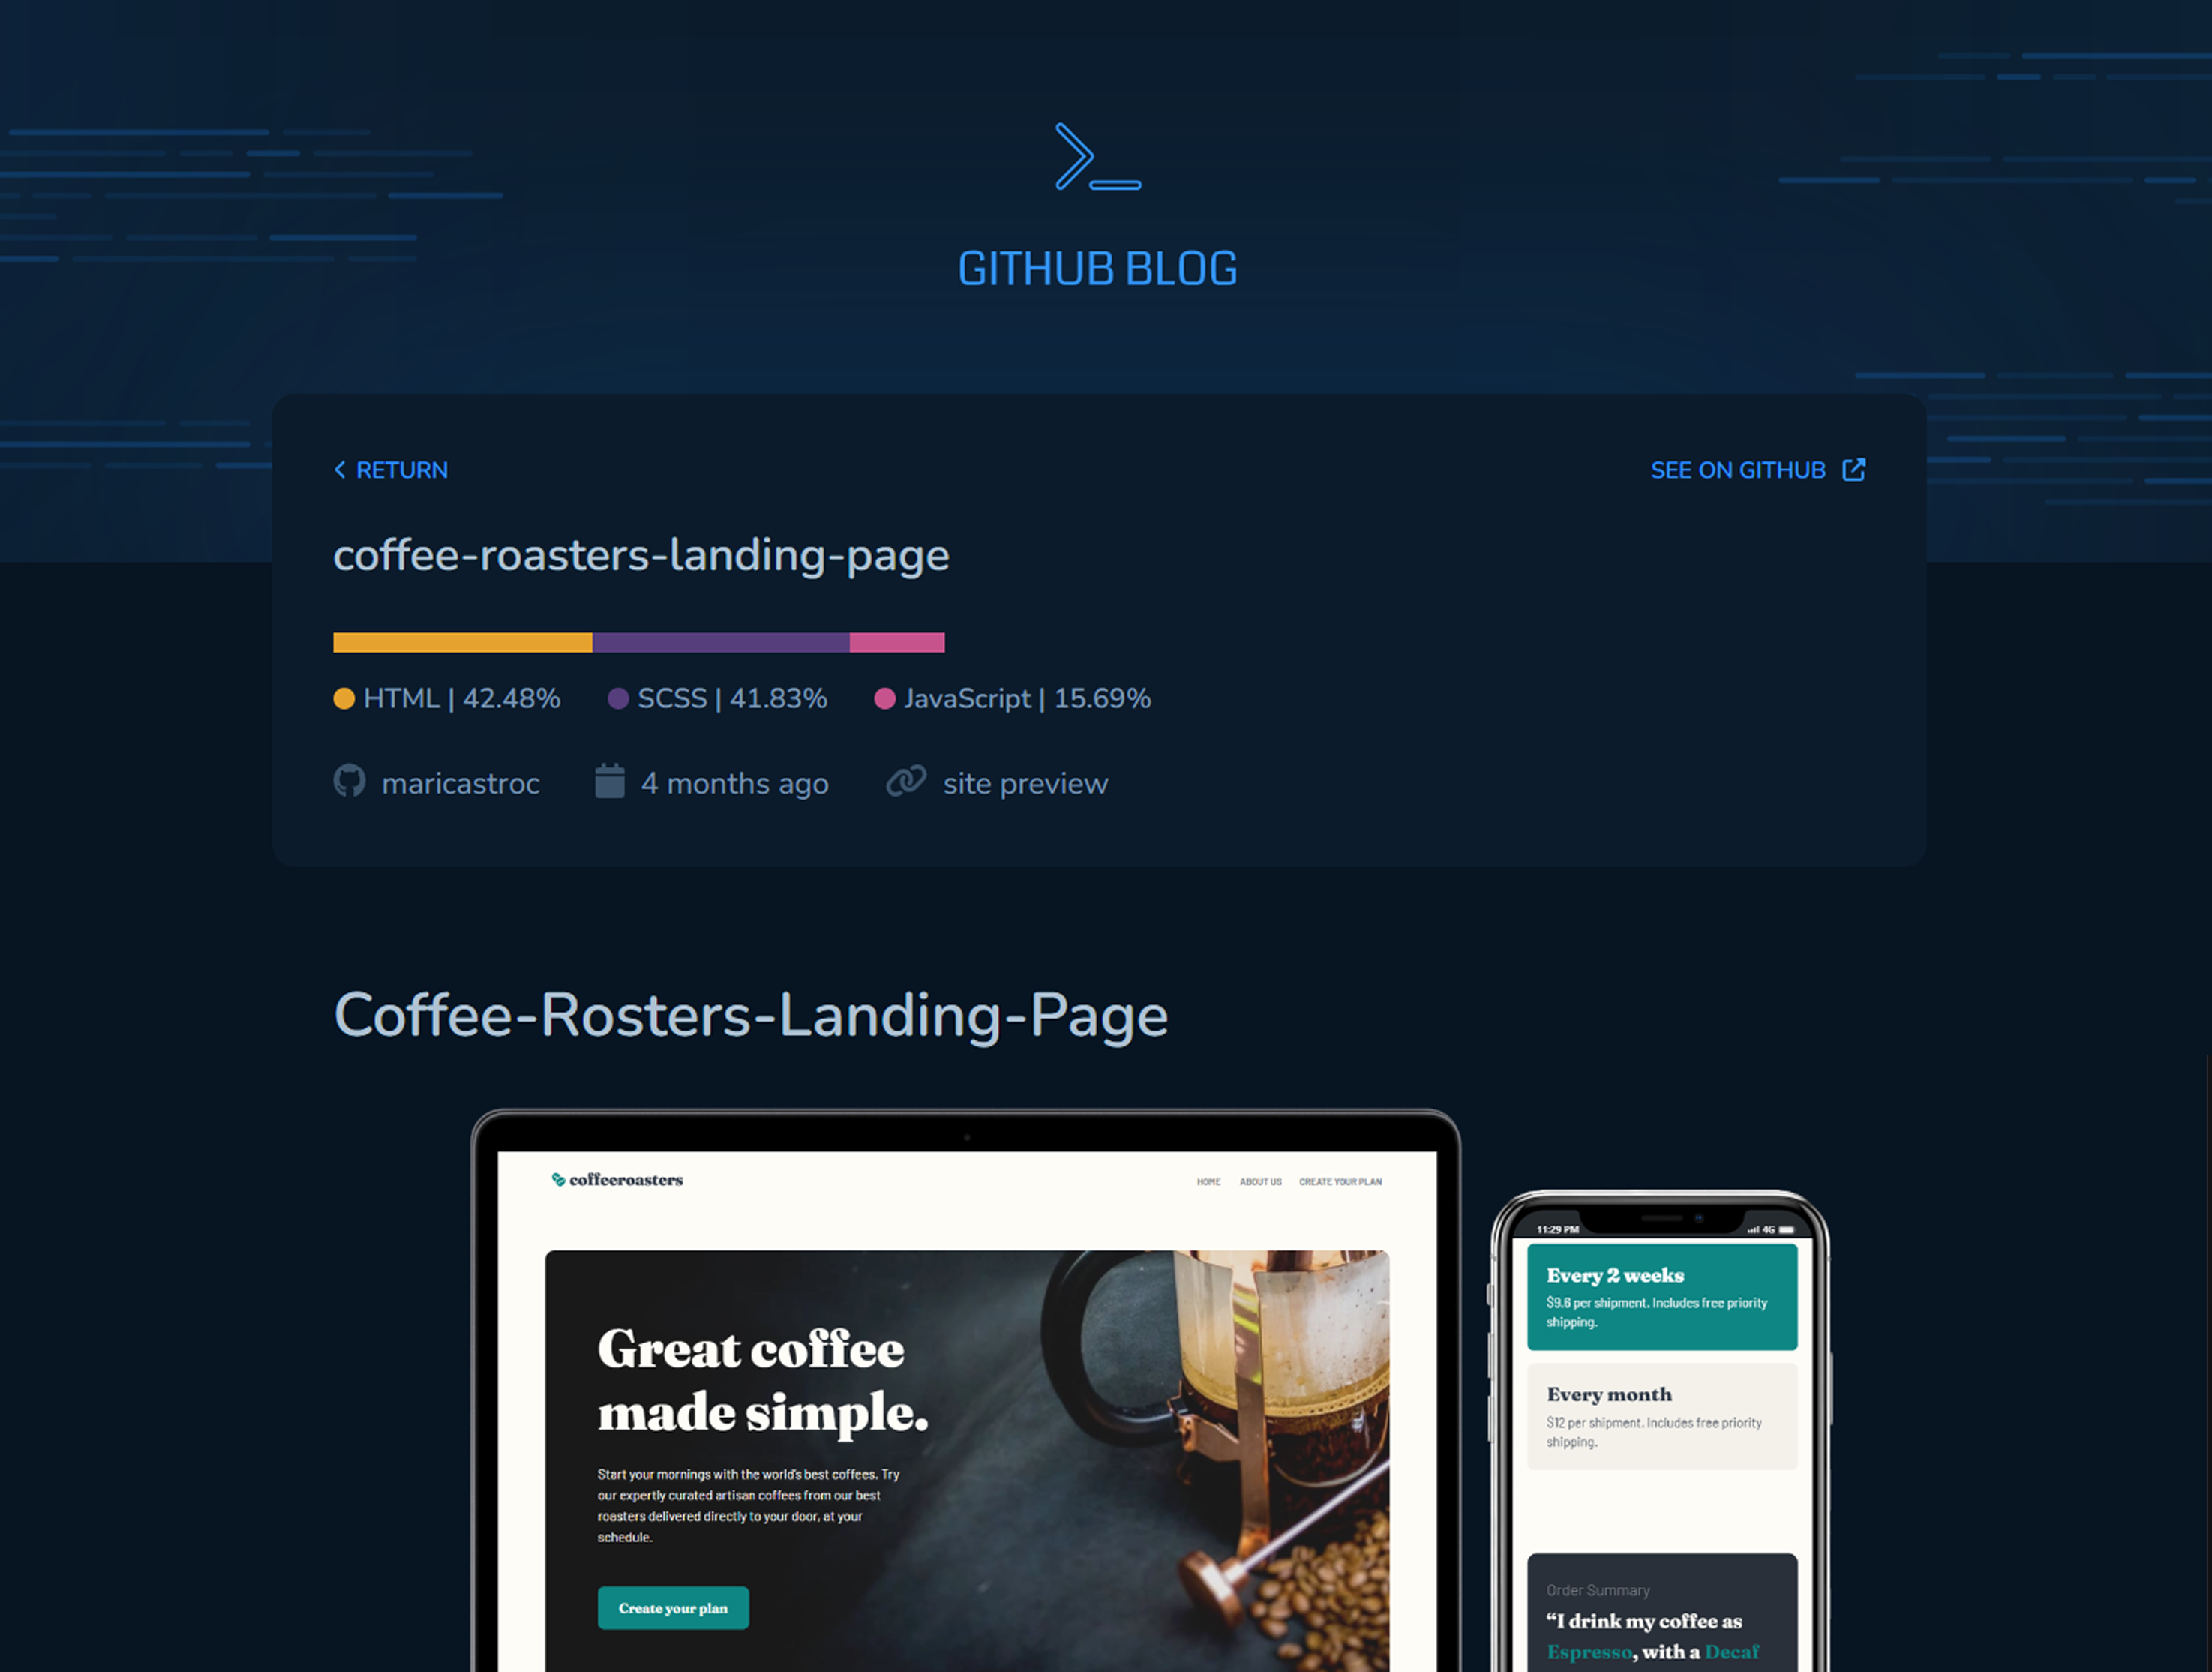 GITHUB BLOG
RETURN
SEE ON GITHUB
coffee-roasters-landing-page
HTML | 42.48% SCSS | 41.83% JavaScript | 15.69%
maricastroc 4 months ago site preview
Coffee-Rosters-Landing-Page
coffeeroasters
HOME ABOUT US CREATE YOUR PLAN
Great coffee
made simple.
Start your mornings with the world's best coffees. Try
our expertly curated artisan coffees from our best
roasters delivered directly to your door, at your
schedule.
Create your plan
11:29 PM 4G
Every 2 weeks
$9.6 per shipment. Includes free priority
shipping.
Every month
$12 per shipment. Includes free priority
shipping.
Order Summary
“I drink my coffee as
Espresso, with a Decaf